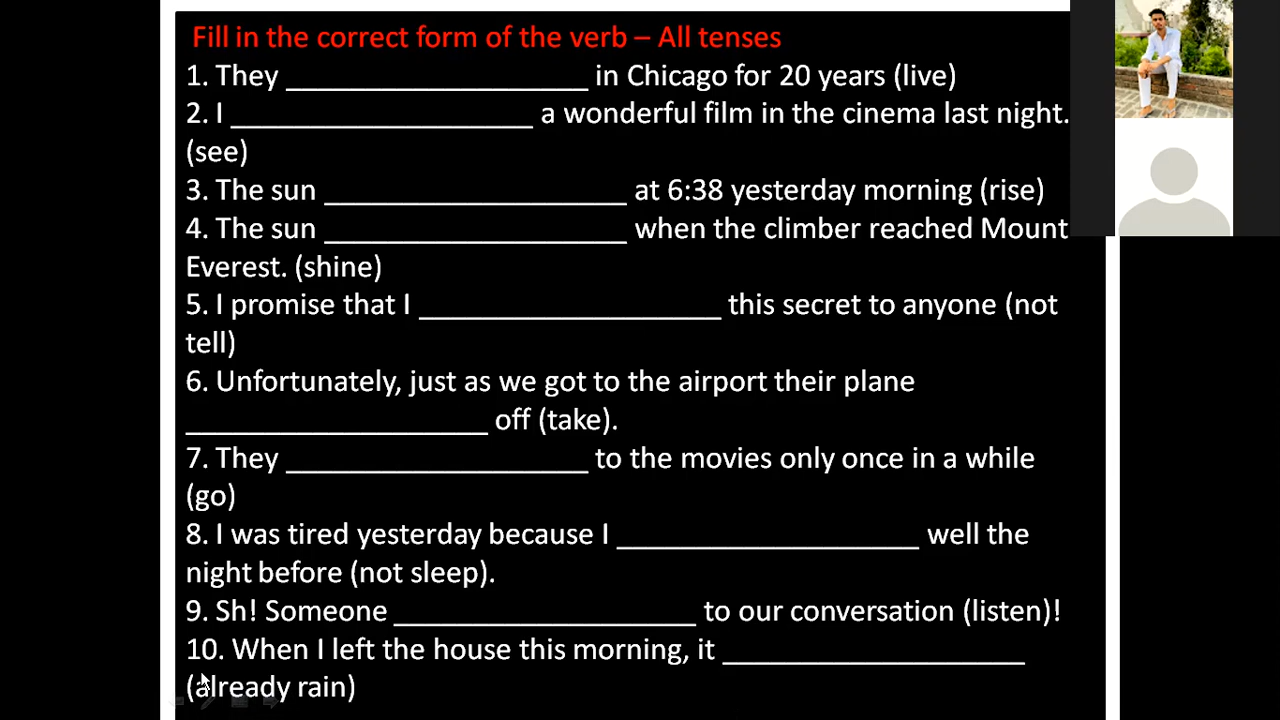 Fill in the correct form of the verb – All tenses
1. They ____________________ in Chicago for 20 years (live)
2. I ____________________ a wonderful film in the cinema last night.
(see)
3. The sun ____________________ at 6:38 yesterday morning (rise)
4. The sun ____________________ when the climber reached Mount
Everest. (shine)
5. I promise that I ____________________ this secret to anyone (not
tell)
6. Unfortunately, just as we got to the airport their plane
____________________ off (take).
7. They ____________________ to the movies only once in a while
(go)
8. I was tired yesterday because I ____________________ well the
night before (not sleep).
9. Sh! Someone ____________________ to our conversation (listen)!
10. When I left the house this morning, it ____________________
(already rain)